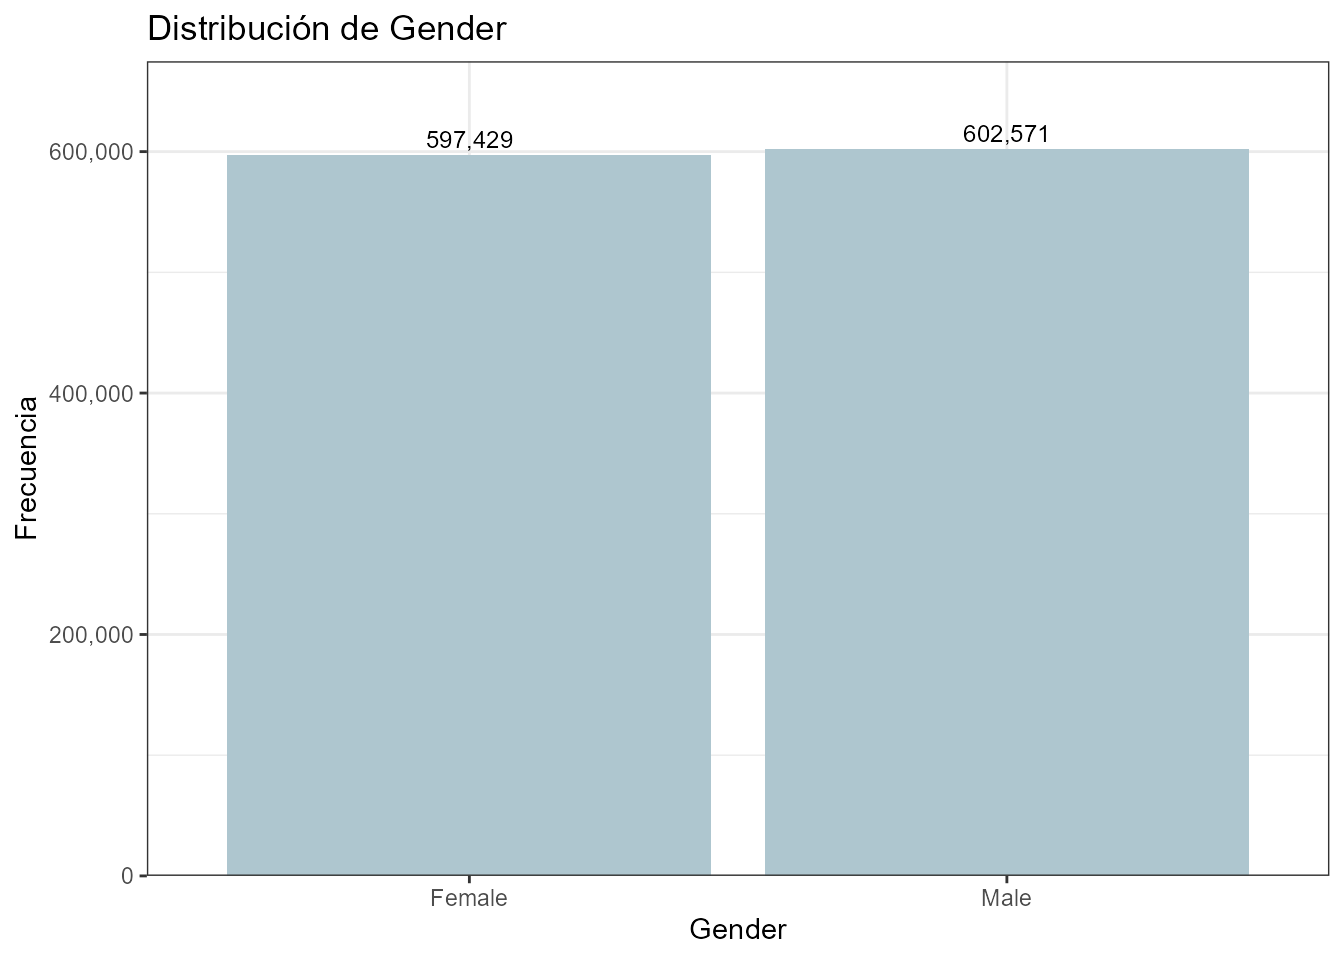 Distribución de Gender
597,429
602,571
600,000
400,000
200,000
0
Frecuencia
Female
Male
Gender